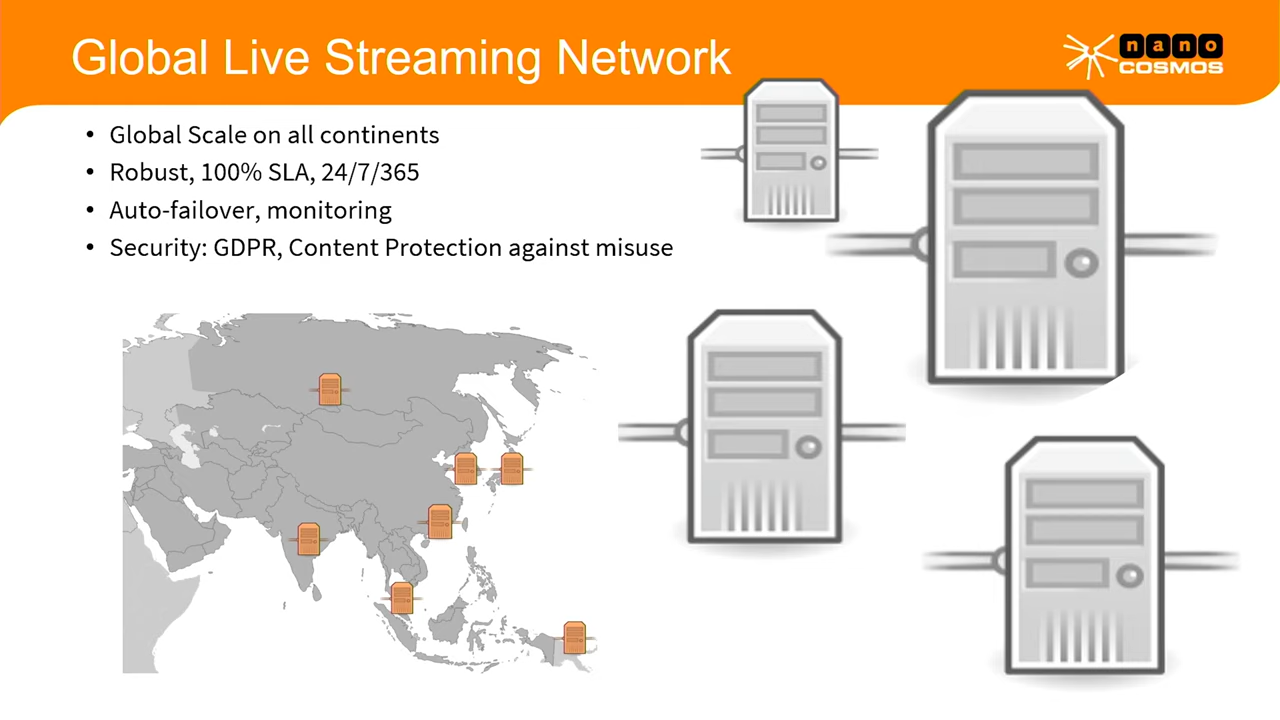 Global Live Streaming Network
nano
COSMOS
• Global Scale on all continents
• Robust, 100% SLA, 24/7/365
• Auto-failover, monitoring
• Security: GDPR, Content Protection against misuse